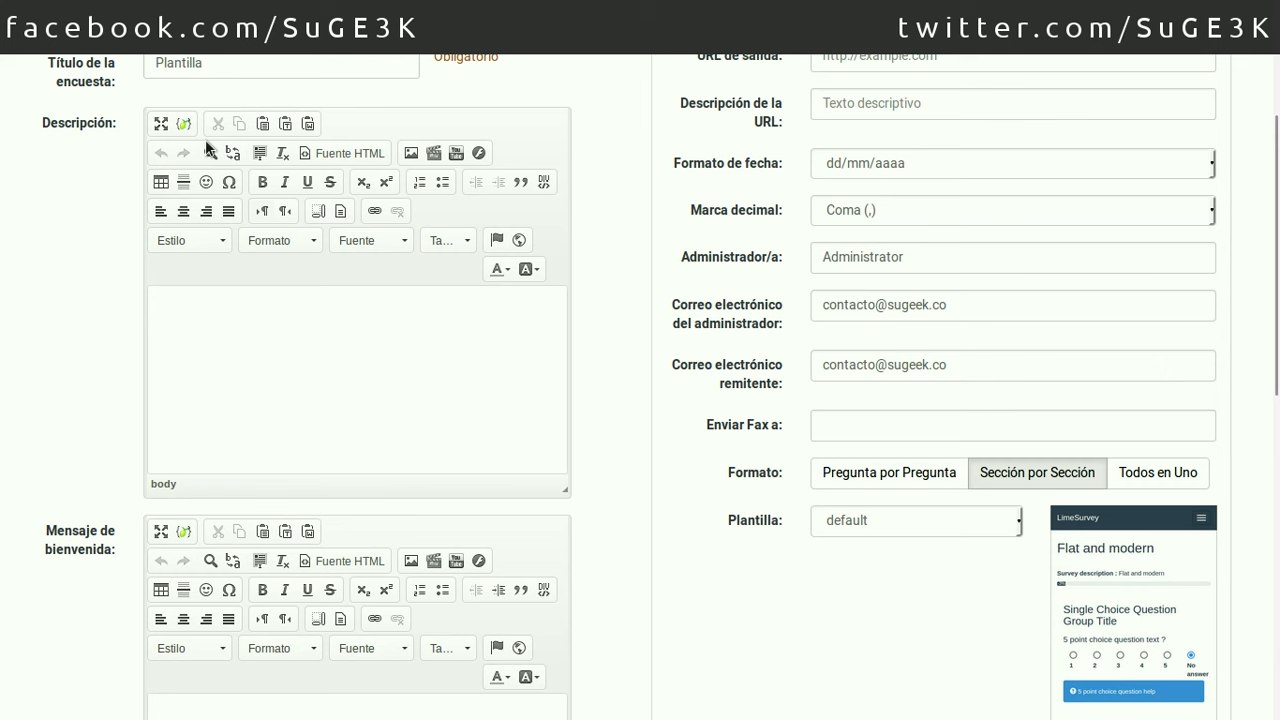 facebook.com/SuGE3K
twitter.com/SuGE3K
Título de la
encuesta:
Plantilla
Obligatorio
Descripción:
Fuente HTML
Estilo
Formato
Fuente
Ta...
body
Mensaje de
bienvenida:
Fuente HTML
Estilo
Formato
Fuente
Ta...
URL de salida:
http://example.com
Descripción de la
URL:
Texto descriptivo
Formato de fecha:
dd/mm/aaaa
Marca decimal:
Coma (,)
Administrador/a:
Administrator
Correo electrónico
del administrador:
contacto@sugeek.co
Correo electrónico
remitente:
contacto@sugeek.co
Enviar Fax a:
Formato:
Pregunta por Pregunta
Sección por Sección
Todos en Uno
Plantilla:
default
LimeSurvey
Flat and modern
Survey description : Flat and modern
Single Choice Question
Group Title
5 point choice question text ?
1 2 3 4 5 No
answer
5 point choice question help